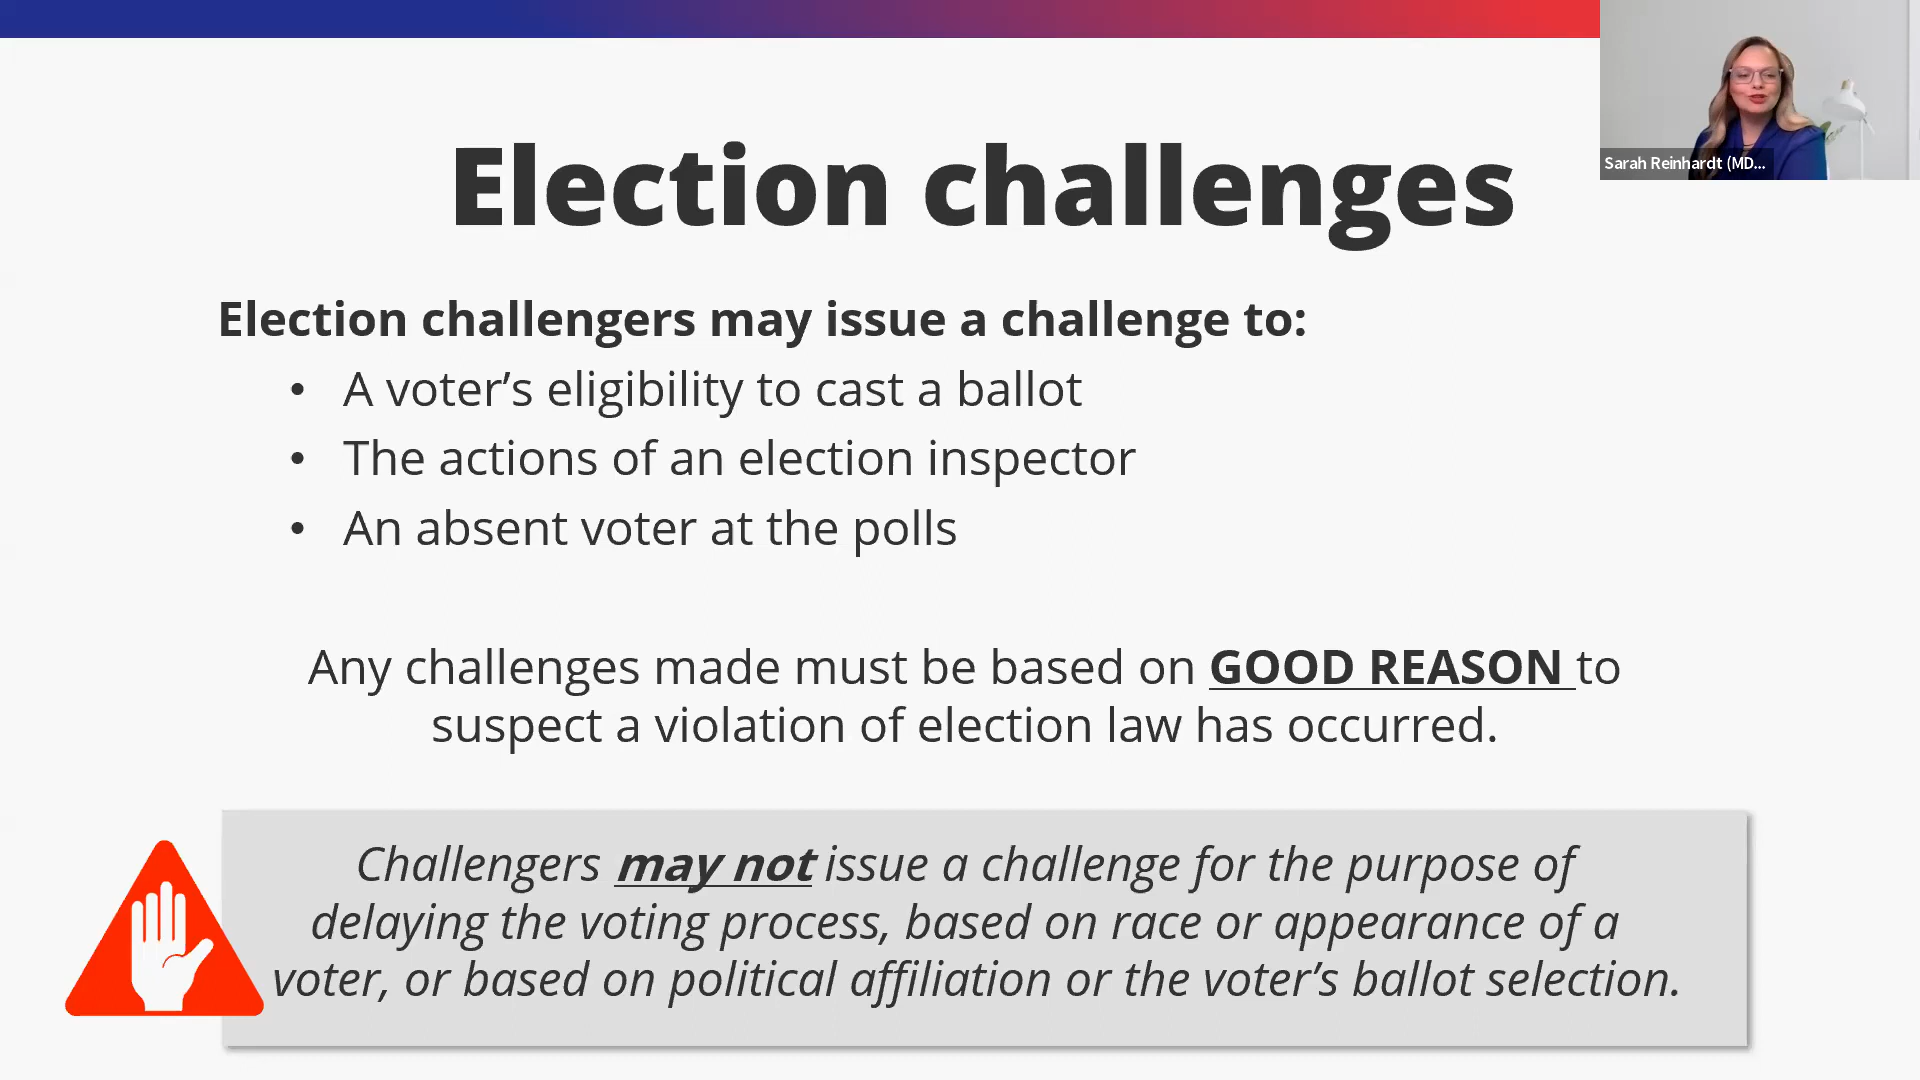 Sarah Reinhardt (MD...
Election challenges
Election challengers may issue a challenge to:
• A voter’s eligibility to cast a ballot
• The actions of an election inspector
• An absent voter at the polls
Any challenges made must be based on GOOD REASON to
suspect a violation of election law has occurred.
Challengers may not issue a challenge for the purpose of
delaying the voting process, based on race or appearance of a
voter, or based on political affiliation or the voter’s ballot selection.